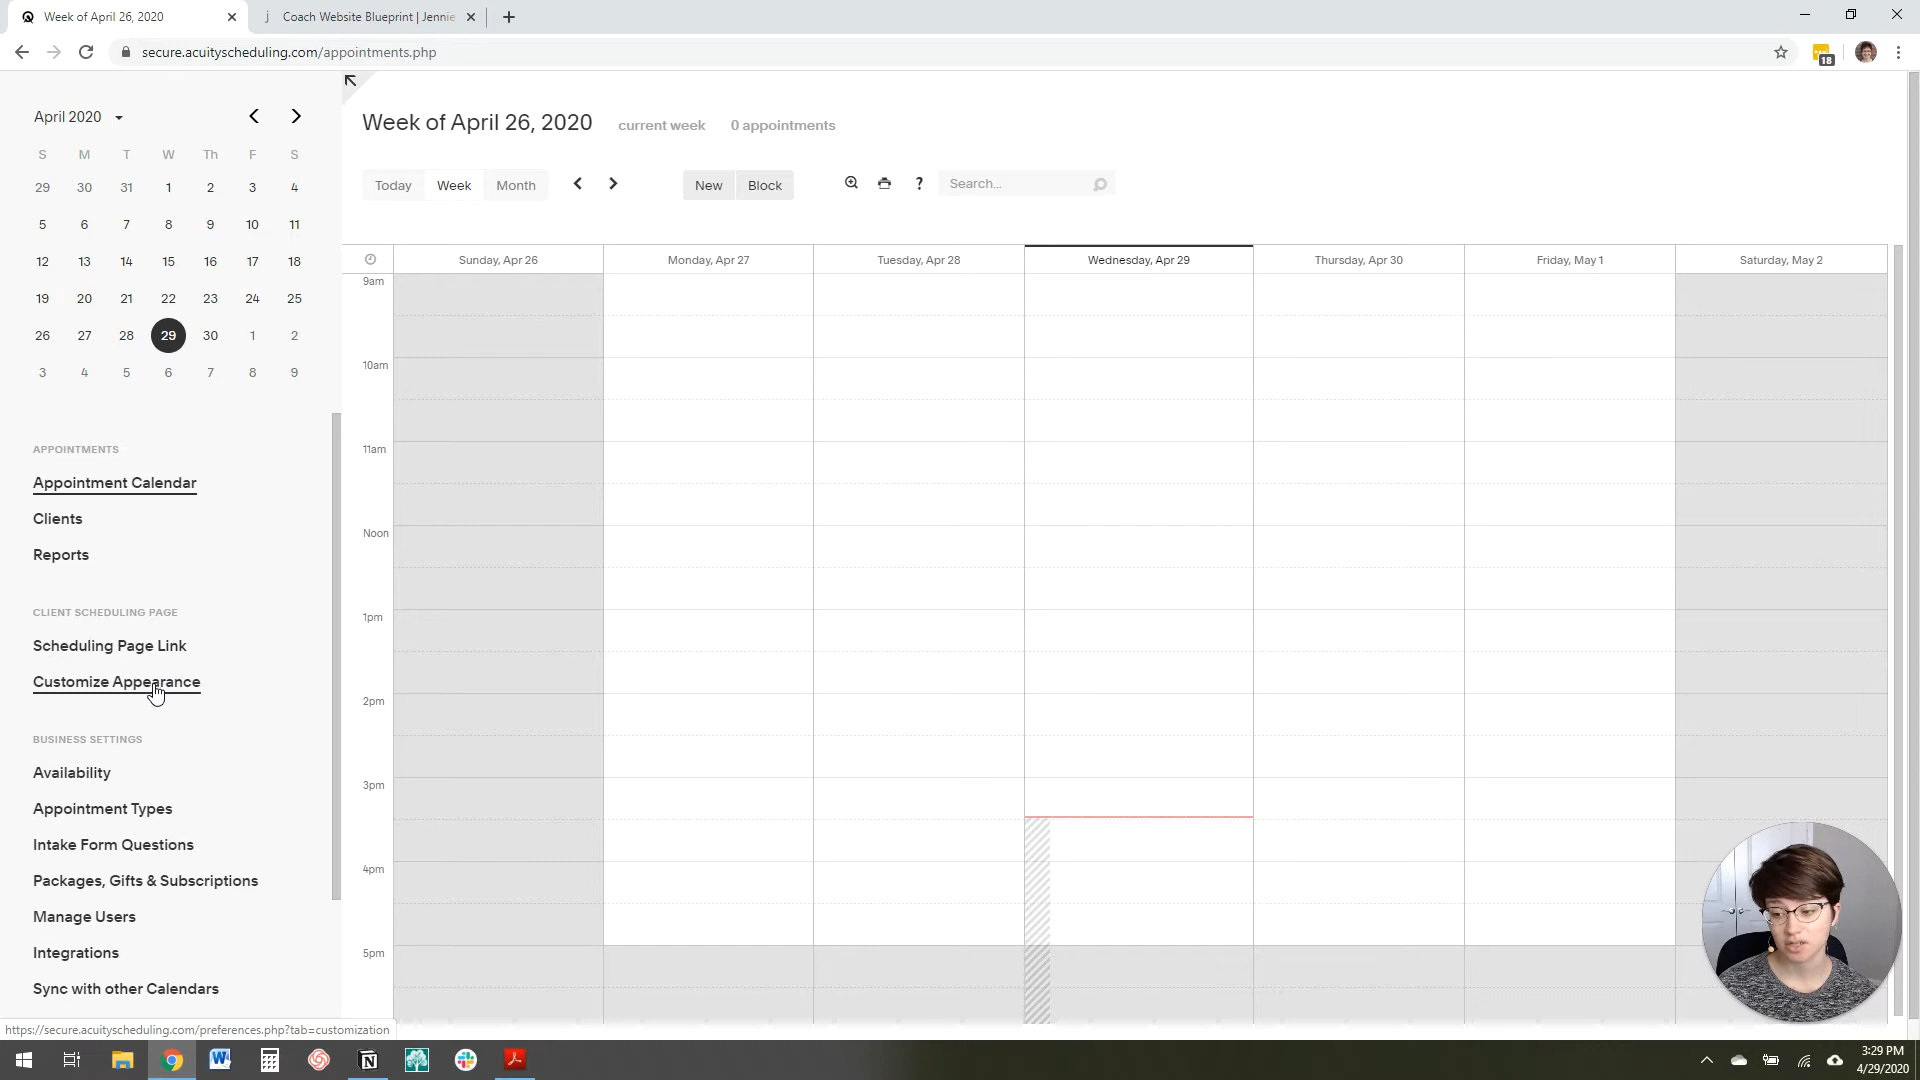 Week of April 26, 2020
Coach Website Blueprint | Jennie
secure.acuityscheduling.com/appointments.php
18
April 2020
S M T W Th F S
29 30 31 1 2 3 4
5 6 7 8 9 10 11
12 13 14 15 16 17 18
19 20 21 22 23 24 25
26 27 28 29 30 1 2
3 4 5 6 7 8 9
APPOINTMENTS
Appointment Calendar
Clients
Reports
CLIENT SCHEDULING PAGE
Scheduling Page Link
Customize Appearance
BUSINESS SETTINGS
Availability
Appointment Types
Intake Form Questions
Packages, Gifts & Subscriptions
Manage Users
Integrations
Sync with other Calendars
https://secure.acuityscheduling.com/preferences.php?tab=customization
Week of April 26, 2020 current week 0 appointments
Today Week Month New Block ? Search...
Sunday, Apr 26 Monday, Apr 27 Tuesday, Apr 28 Wednesday, Apr 29 Thursday, Apr 30 Friday, May 1 Saturday, May 2
9am
10am
11am
Noon
1pm
2pm
3pm
4pm
5pm
3:29 PM
4/29/2020